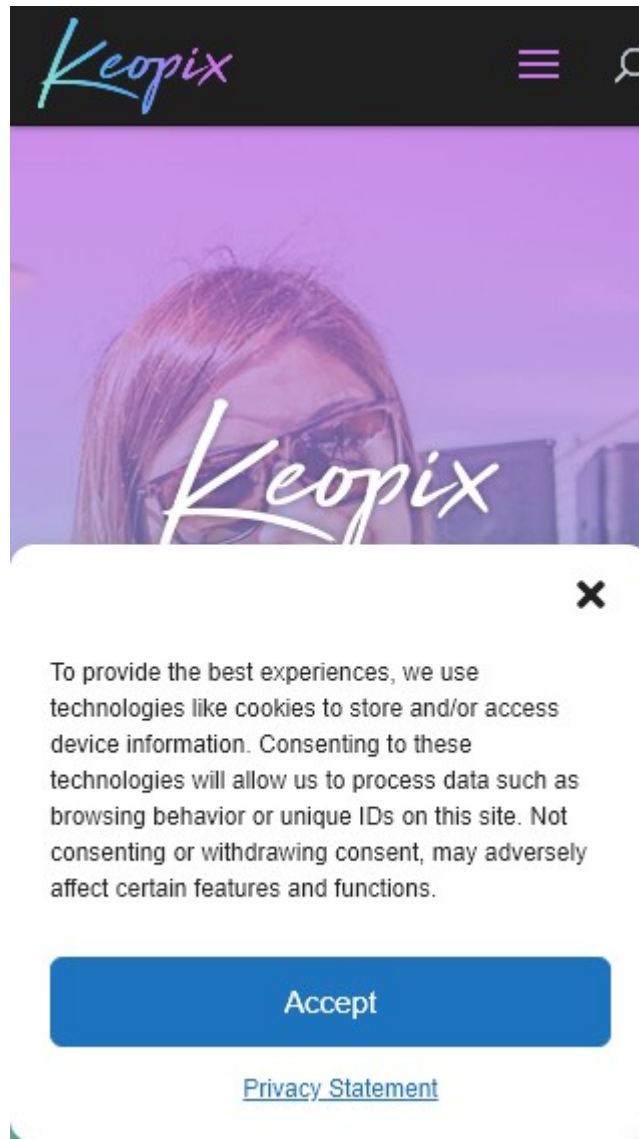 Keopix
Keopix
To provide the best experiences, we use
technologies like cookies to store and/or access
device information. Consenting to these
technologies will allow us to process data such as
browsing behavior or unique IDs on this site. Not
consenting or withdrawing consent, may adversely
affect certain features and functions.
Accept
Privacy Statement